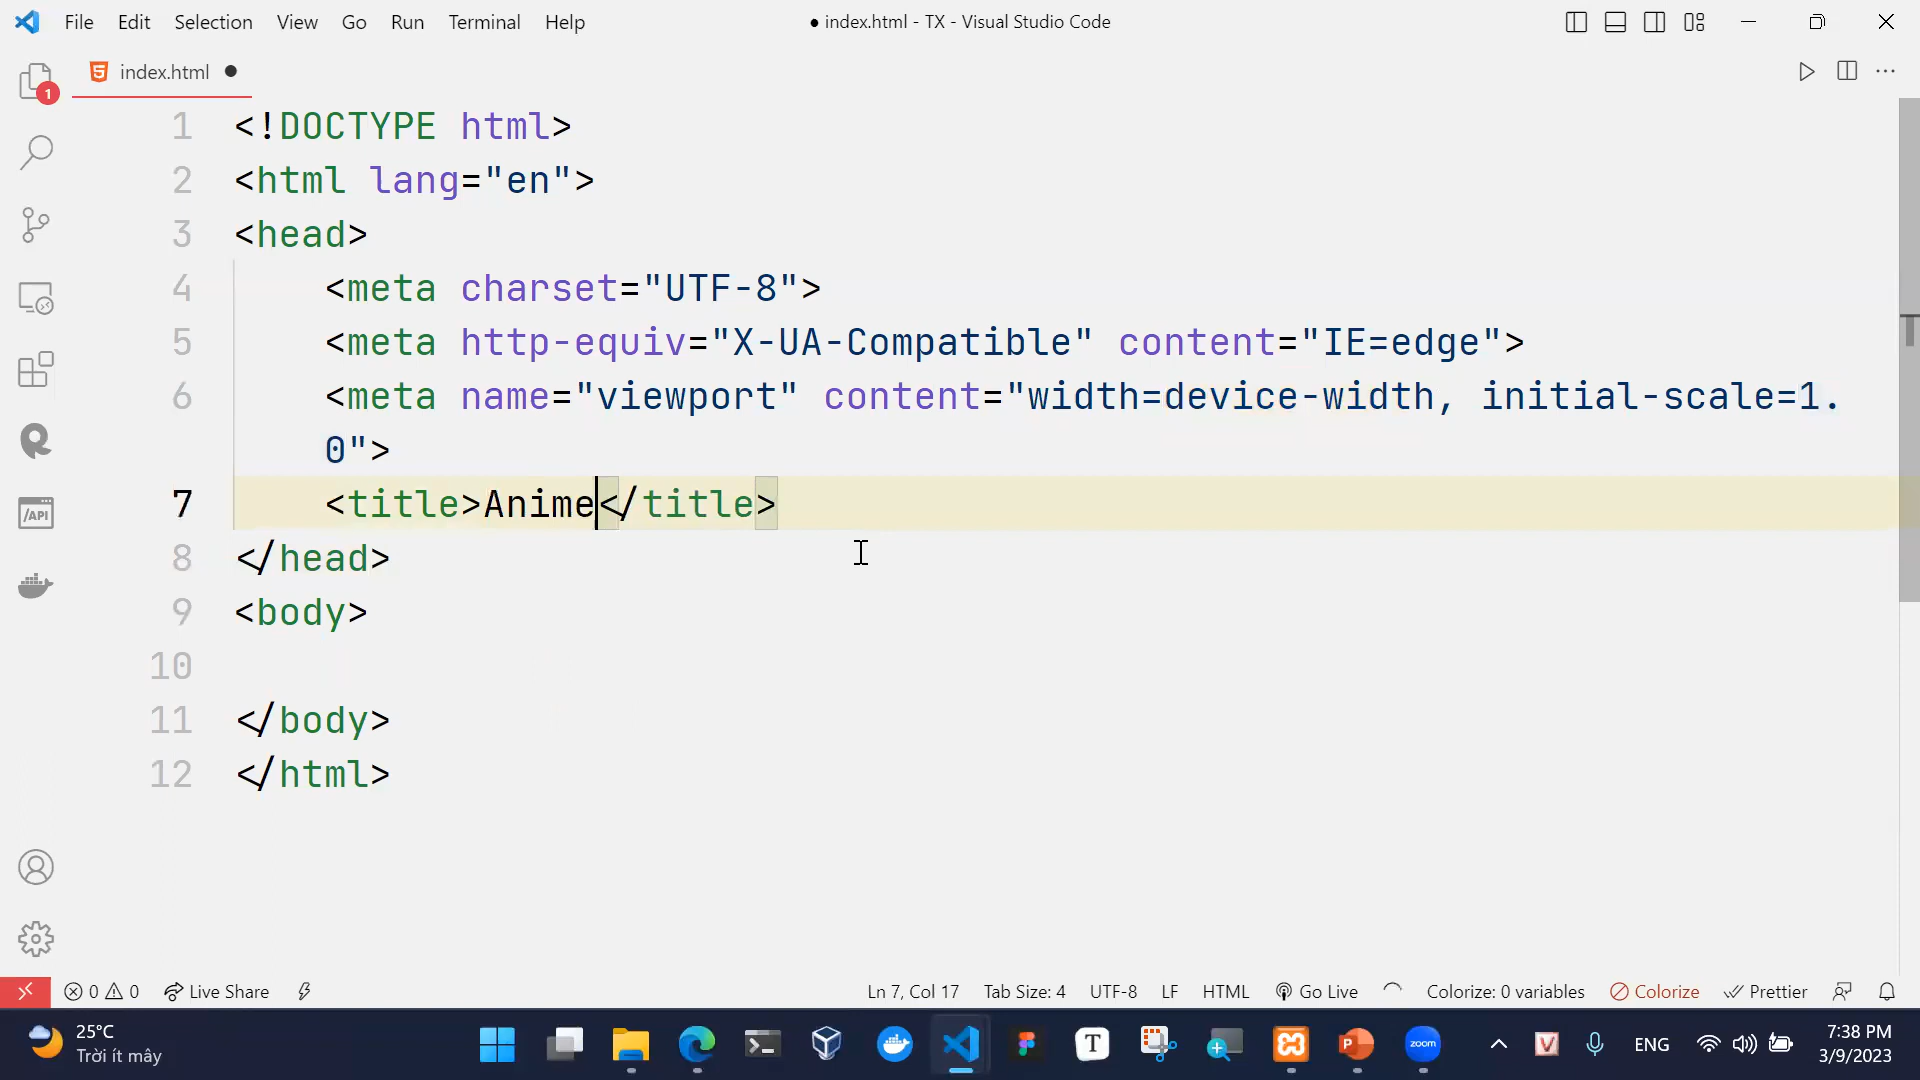 File Edit Selection View Go Run Terminal Help
● index.html - TX - Visual Studio Code
index.html ●
1
1 <!DOCTYPE html>
2 <html lang="en">
3 <head>
4 <meta charset="UTF-8">
5 <meta http-equiv="X-UA-Compatible" content="IE=edge">
6 <meta name="viewport" content="width=device-width, initial-scale=1.
0">
7 <title>Anime</title>
8 </head>
9 <body>
10
11 </body>
12 </html>
/API
0 0 Live Share Ln 7, Col 17 Tab Size: 4 UTF-8 LF HTML Go Live Colorize: 0 variables Colorize Prettier
25°C
Trời ít mây
T
zoom
V
ENG
7:38 PM
3/9/2023